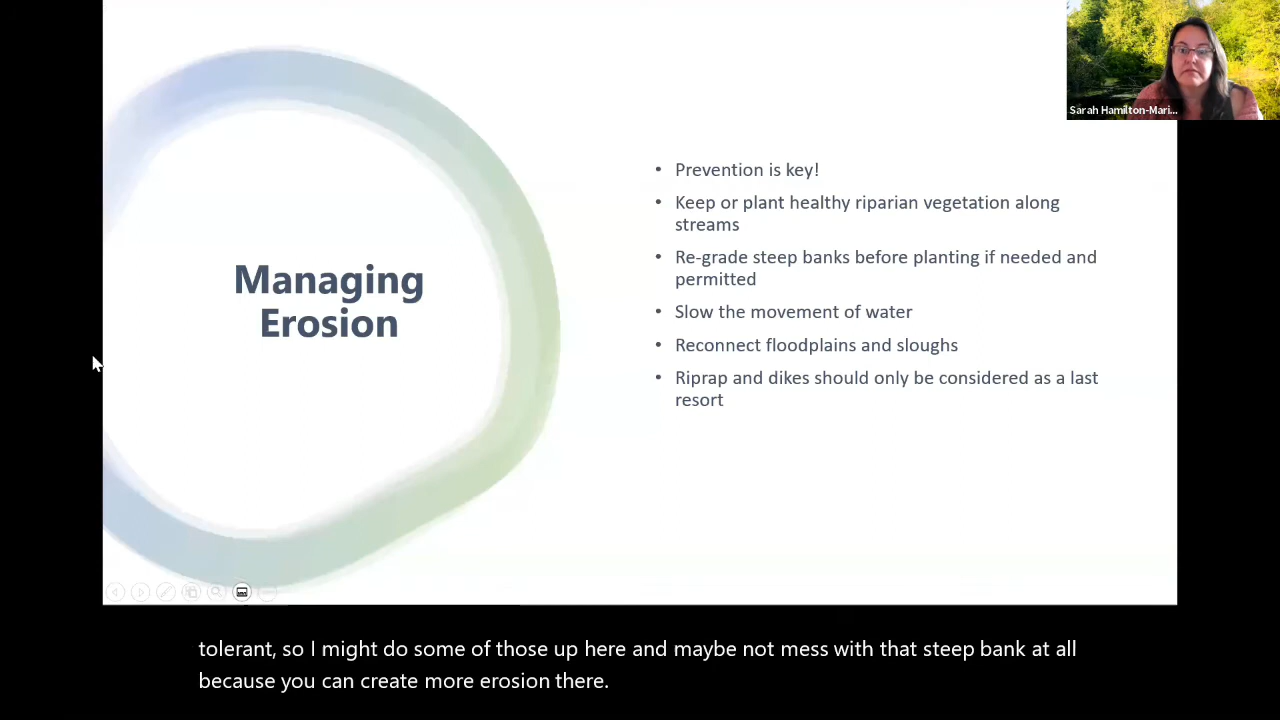 Sarah Hamilton-Mari...
• Prevention is key!
• Keep or plant healthy riparian vegetation along
streams
• Re-grade steep banks before planting if needed and
permitted
• Slow the movement of water
• Reconnect floodplains and sloughs
• Riprap and dikes should only be considered as a last
resort
Managing
Erosion
tolerant, so I might do some of those up here and maybe not mess with that steep bank at all
because you can create more erosion there.